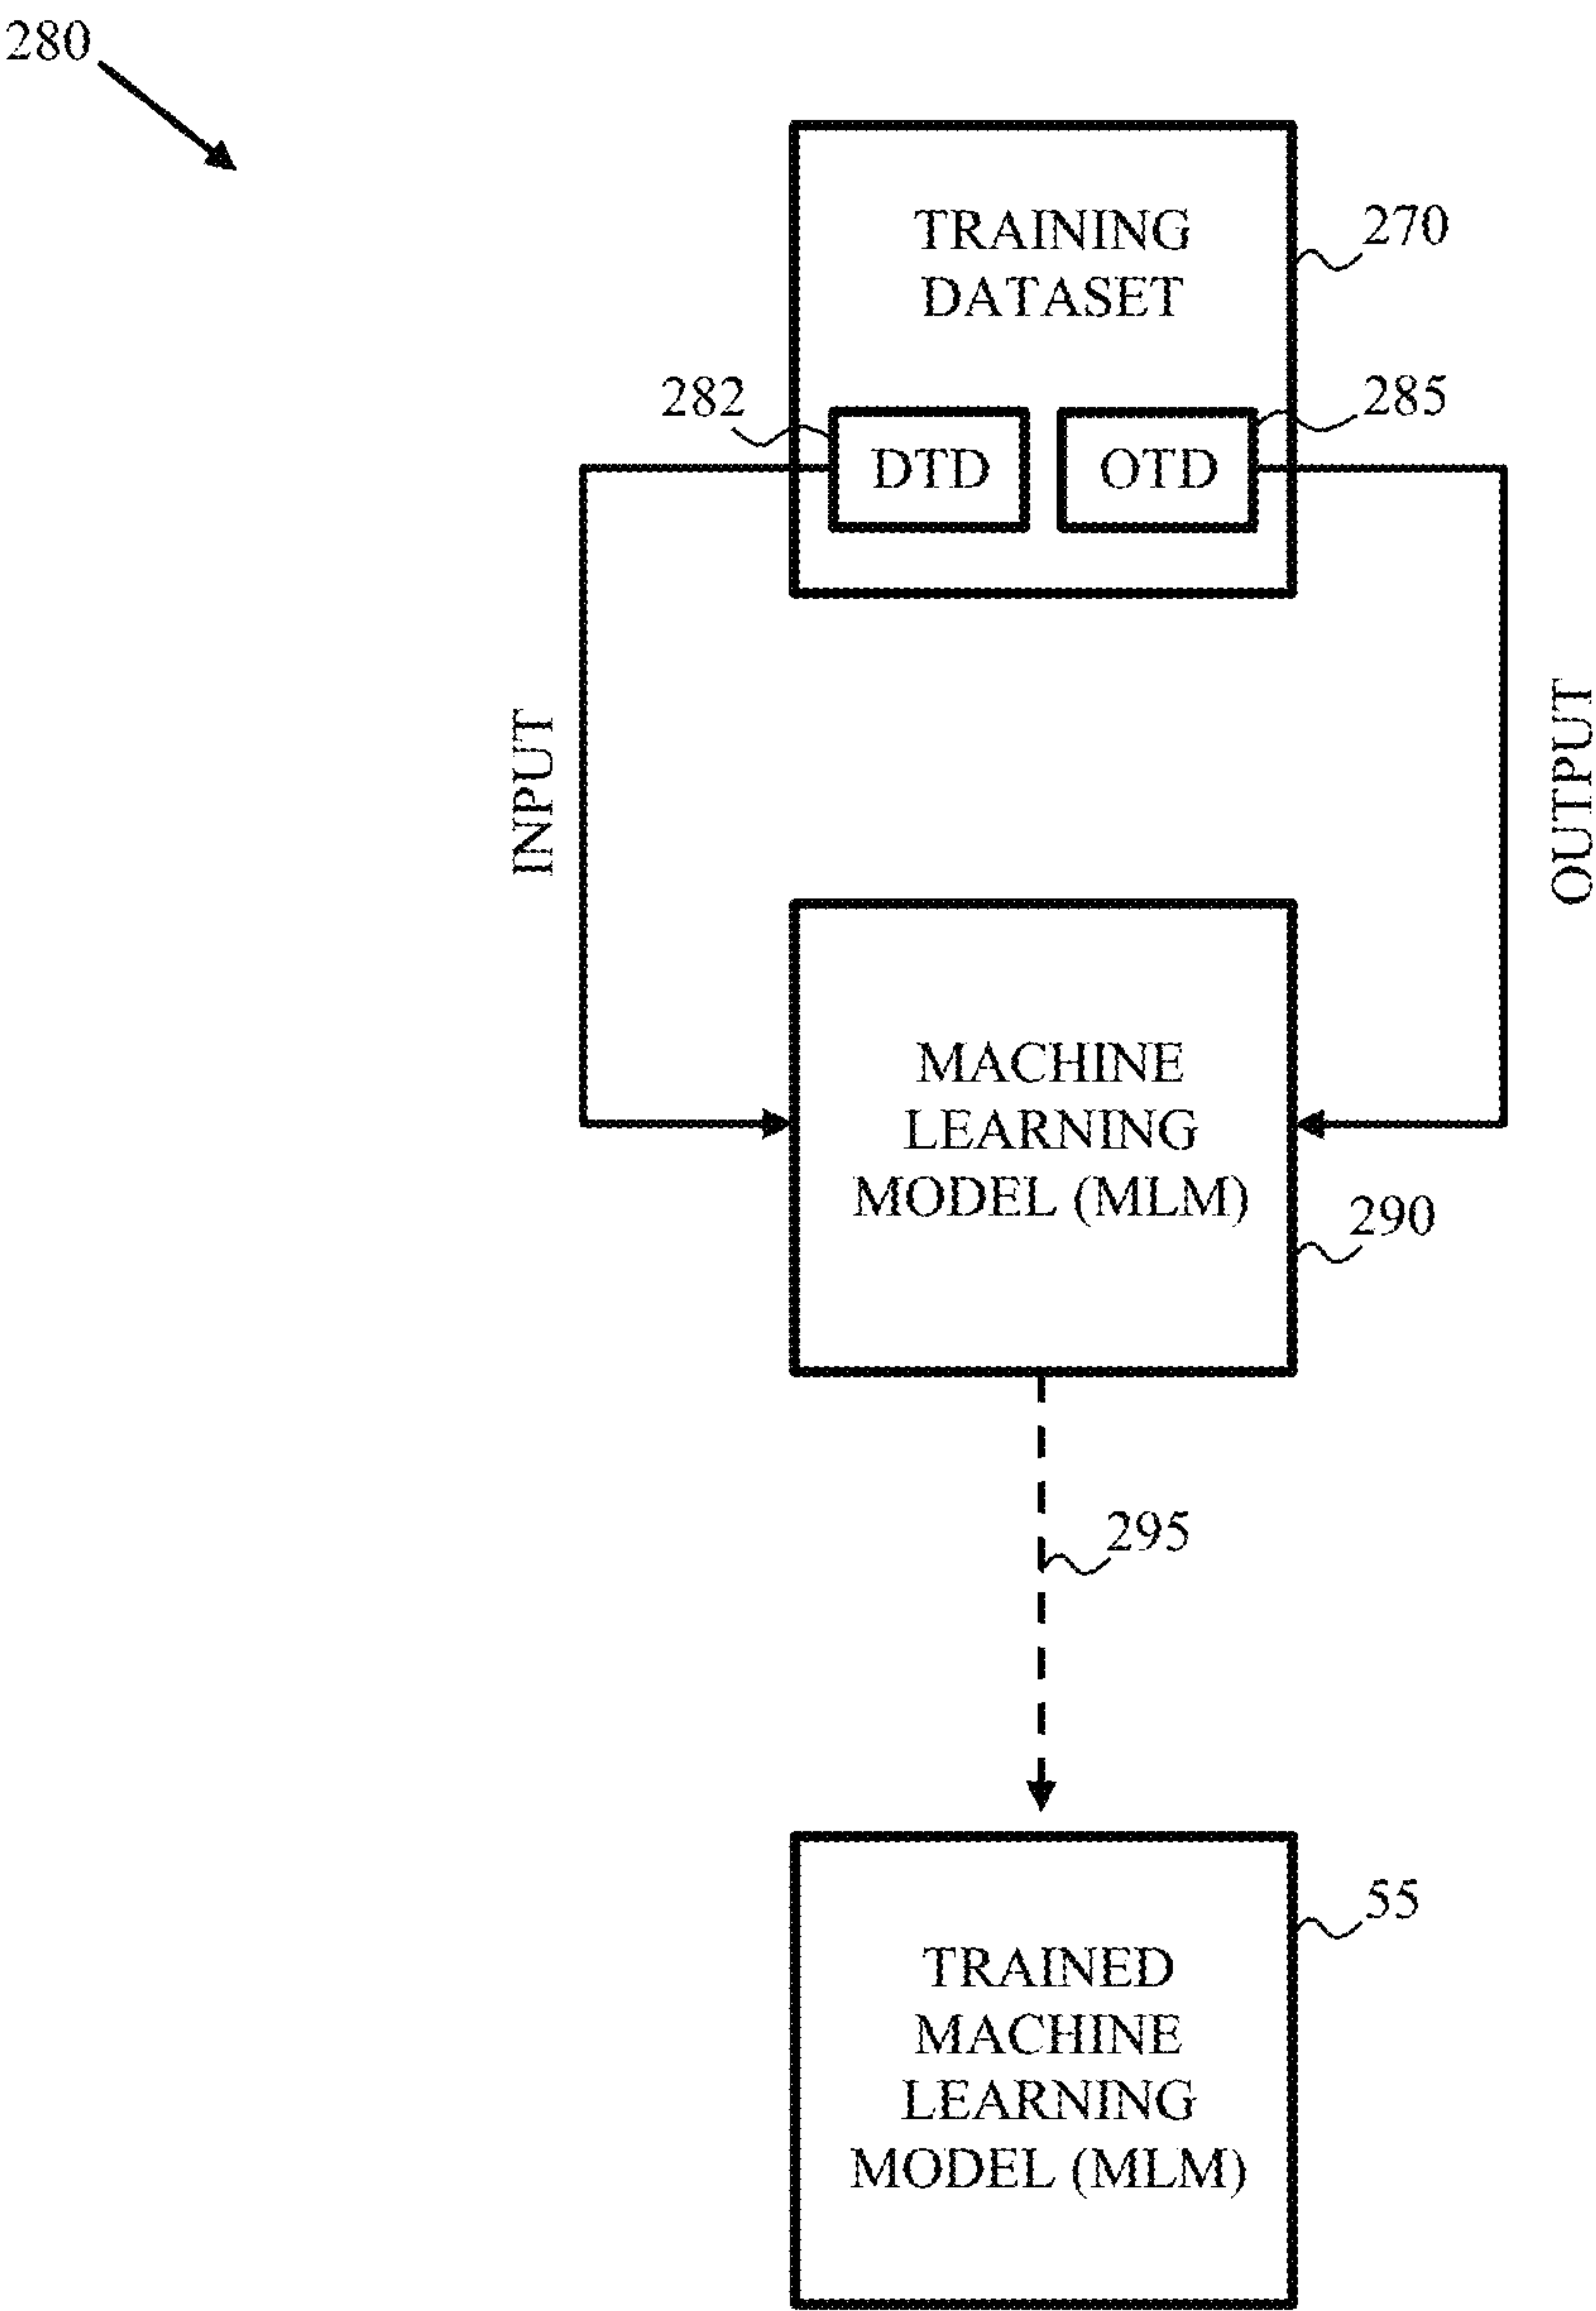 280
TRAINING
DATASET
270
282
285
DTD
OTD
INPUT
OUTPUT
MACHINE
LEARNING
MODEL (MLM)
290
295
55
TRAINED
MACHINE
LEARNING
MODEL (MLM)